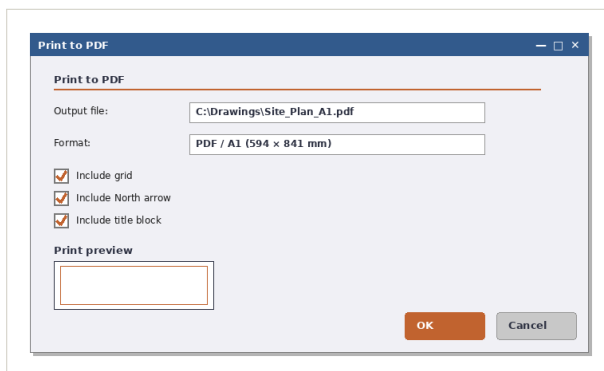 Print to PDF
Print to PDF
Output file: C:\Drawings\Site_Plan_A1.pdf
Format: PDF / A1 (594 × 841 mm)
Include grid
Include North arrow
Include title block
Print preview
OK Cancel